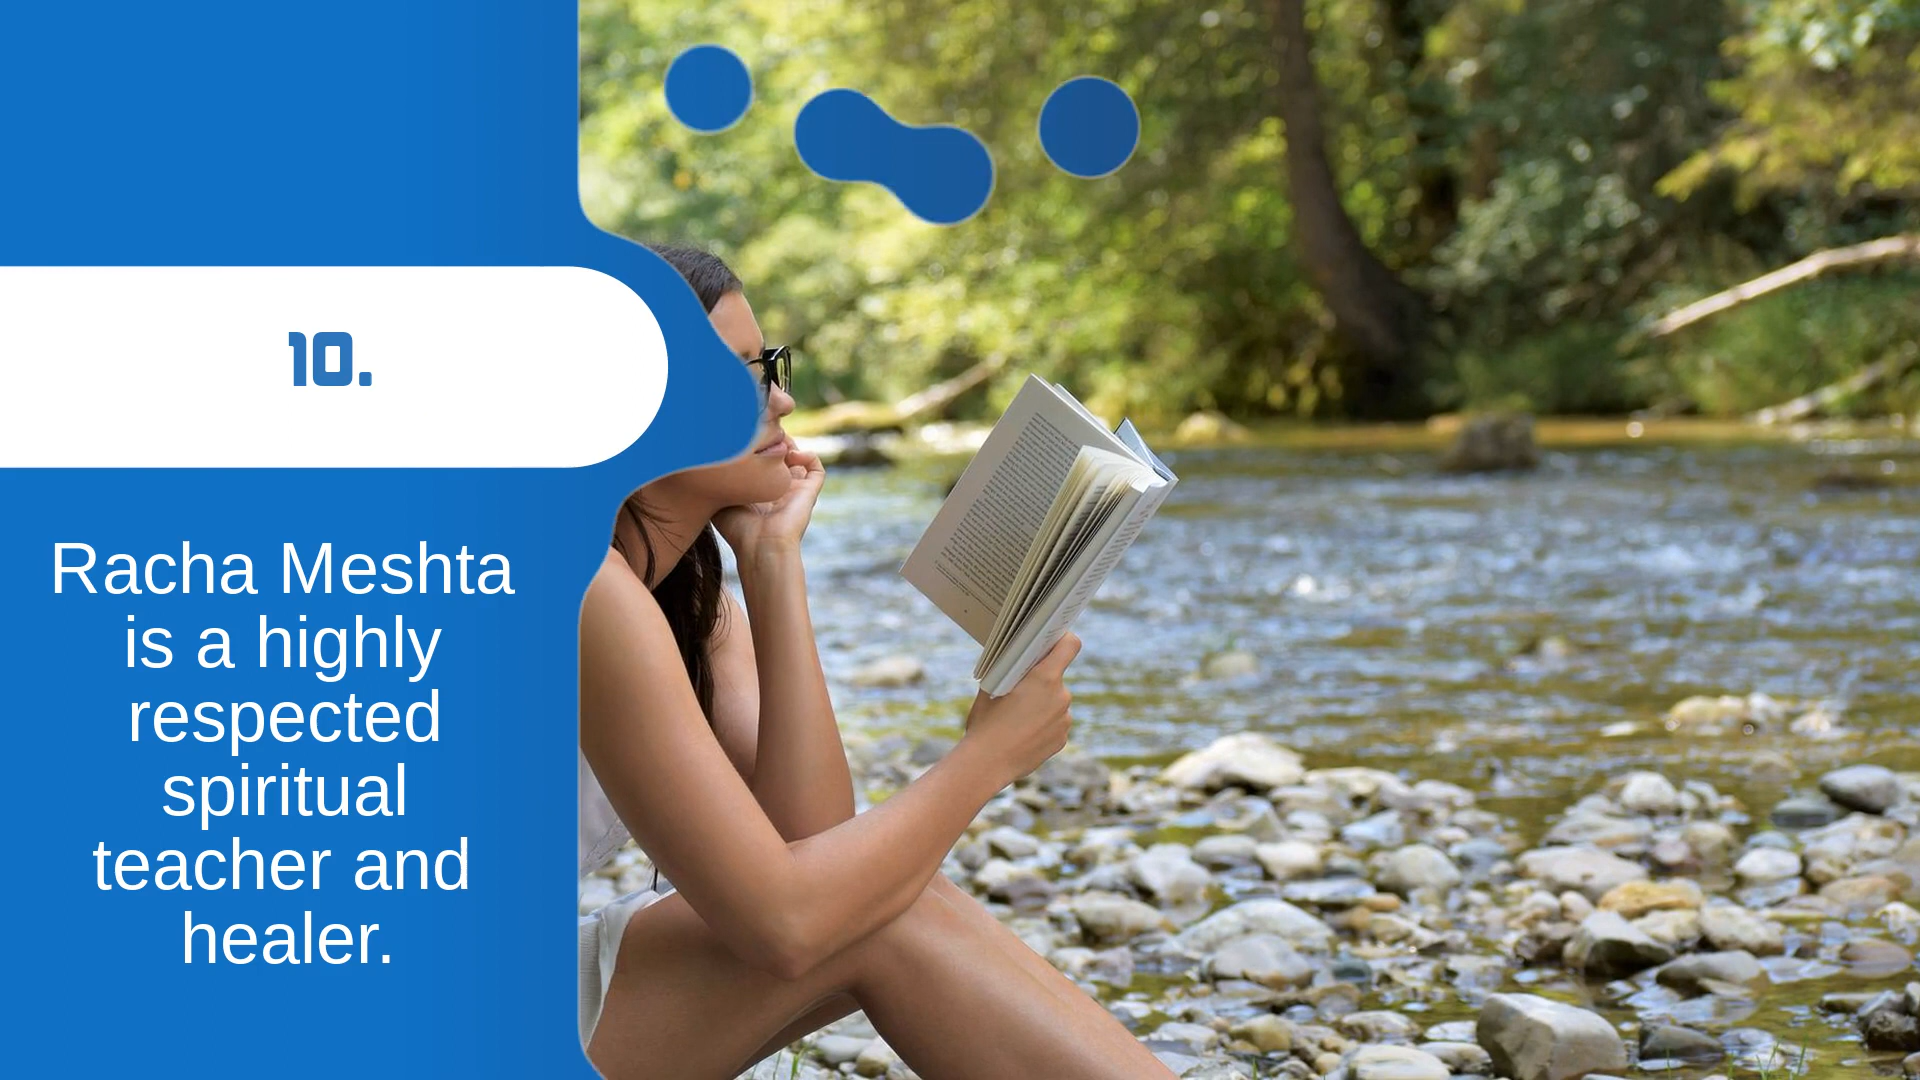 10.
Racha Meshta
is a highly
respected
spiritual
teacher and
healer.